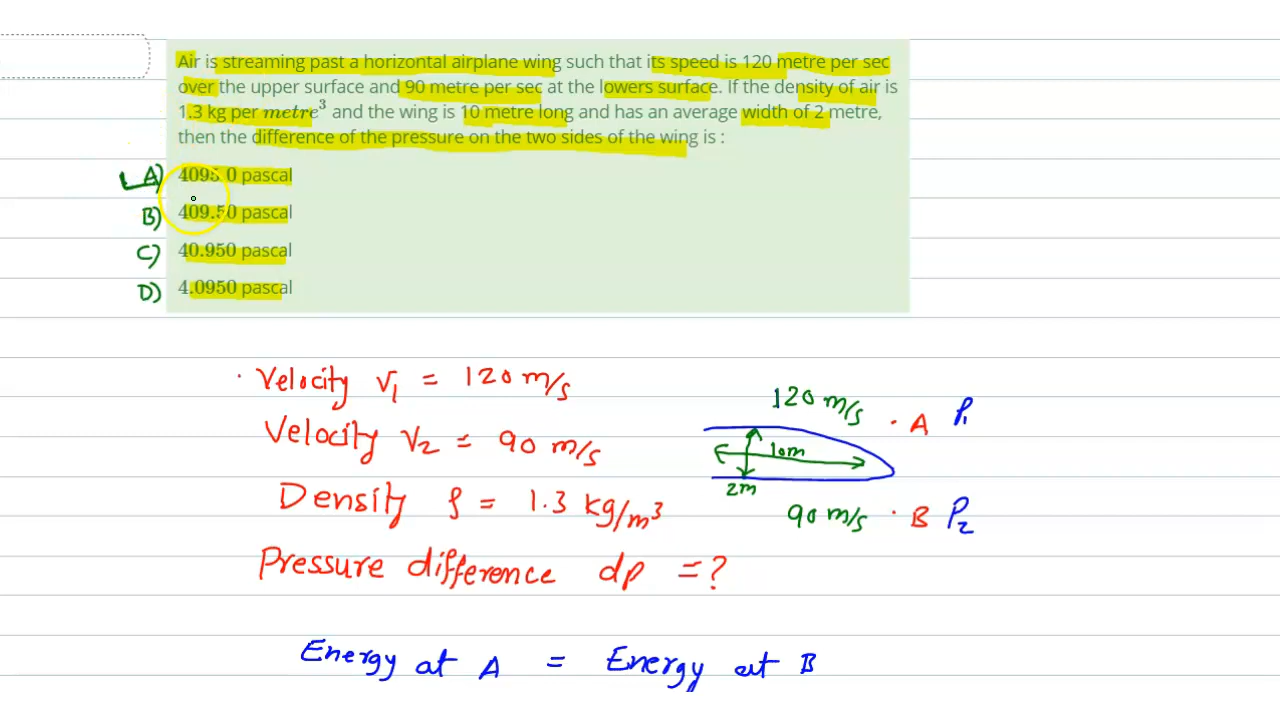 Air is streaming past a horizontal airplane wing such that its speed is 120 metre per sec
over the upper surface and 90 metre per sec at the lowers surface. If the density of air is
1.3 kg per metre³ and the wing is 10 metre long and has an average width of 2 metre,
then the difference of the pressure on the two sides of the wing is :
A) 4095.0 pascal
B) 409.50 pascal
C) 40.950 pascal
D) 4.0950 pascal
Velocity V₁ = 120 m/s
Velocity V₂ = 90 m/s
Density ρ = 1.3 kg/m³
Pressure difference dp = ?
120 m/s · A P₁
10m
2m
90 m/s · B P₂
Energy at A = Energy at B